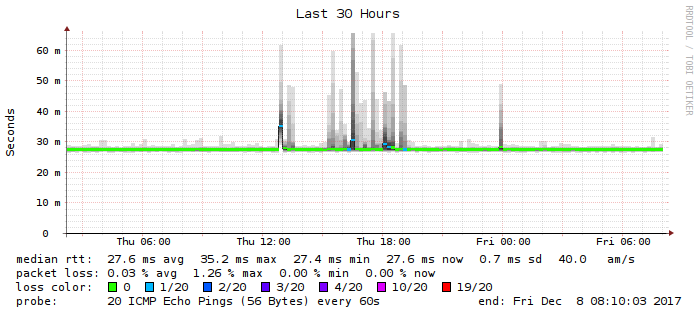 Last 30 Hours
RRDTOOL / TOBI OETIKER
Seconds
60 m
50 m
40 m
30 m
20 m
10 m
0
Thu 06:00 Thu 12:00 Thu 18:00 Fri 00:00 Fri 06:00
median rtt: 27.6 ms avg 35.2 ms max 27.4 ms min 27.6 ms now 0.7 ms sd 40.0 am/s
packet loss: 0.03 % avg 1.26 % max 0.00 % min 0.00 % now
loss color: 0 1/20 2/20 3/20 4/20 10/20 19/20
probe: 20 ICMP Echo Pings (56 Bytes) every 60s end: Fri Dec 8 08:10:03 2017